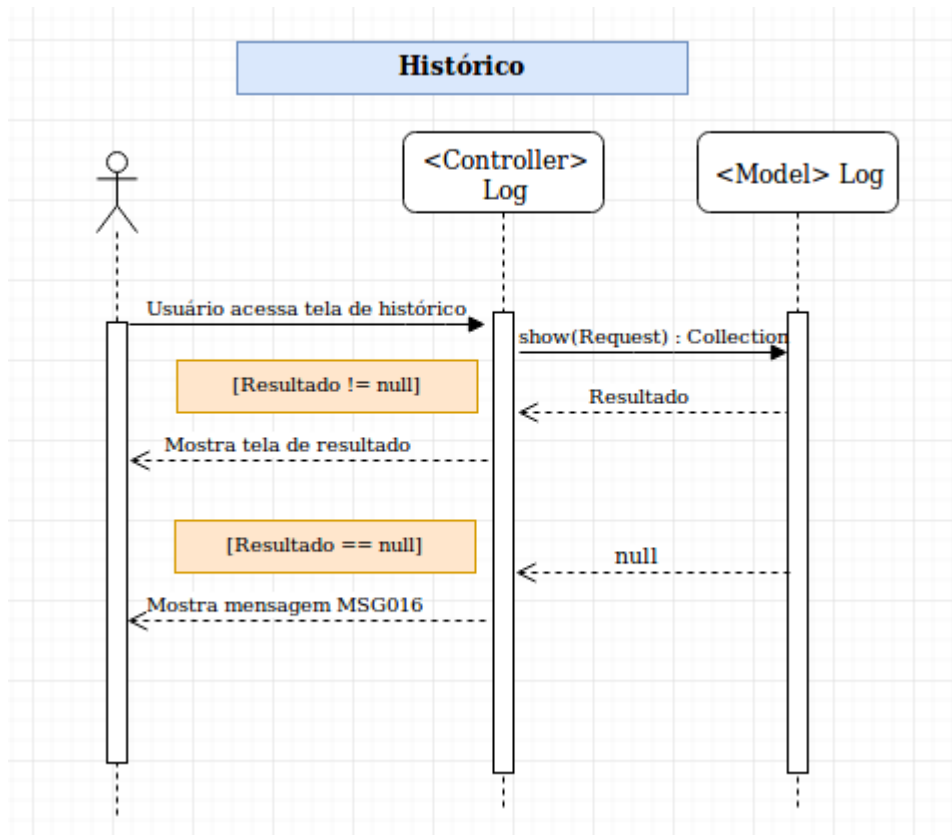 Histórico
<Controller>
Log
<Model> Log
Usuário acessa tela de histórico
show(Request) : Collection
[Resultado != null]
Resultado
Mostra tela de resultado
[Resultado == null]
null
Mostra mensagem MSG016